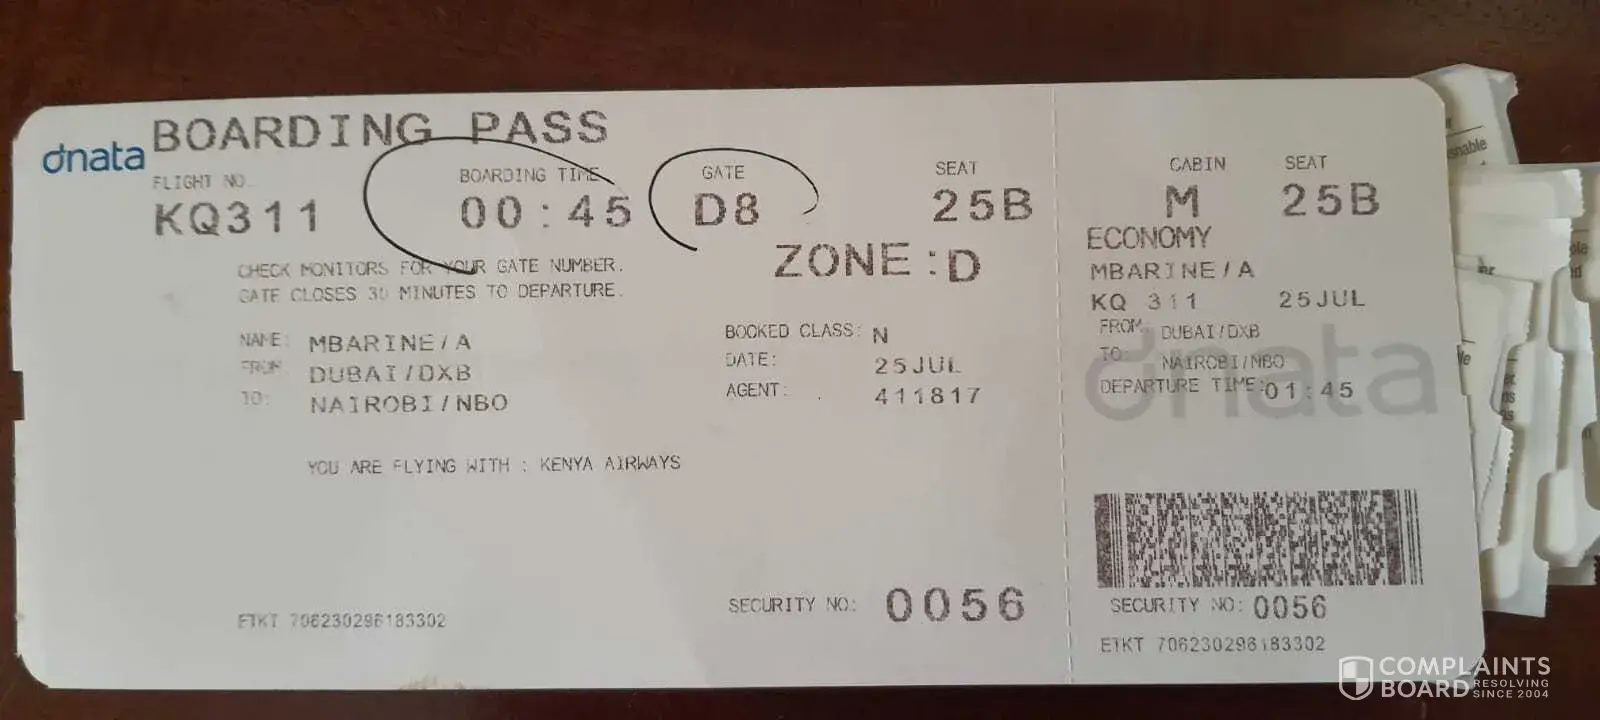 dnata
BOARDING PASS
FLIGHT NO. BOARDING TIME GATE SEAT
KQ311 00:45 D8 25B
ZONE:D
CHECK MONITORS FOR YOUR GATE NUMBER.
GATE CLOSES 30 MINUTES TO DEPARTURE.
NAME: MBARINE/A
FROM: DUBAI/DXB
TO: NAIROBI/NBO
BOOKED CLASS: N
DATE: 25JUL
AGENT: 411817
YOU ARE FLYING WITH : KENYA AIRWAYS
SECURITY NO: 0056
ETKT 706230296183302
CABIN SEAT
M 25B
ECONOMY
MBARINE/A
KQ 311 25JUL
FROM: DUBAI/DXB
TO: NAIROBI/NBO
DEPARTURE TIME:01:45
dnata
SECURITY NO: 0056
ETKT 706230296183302
COMPLAINTS
BOARD RESOLVING
SINCE 2004